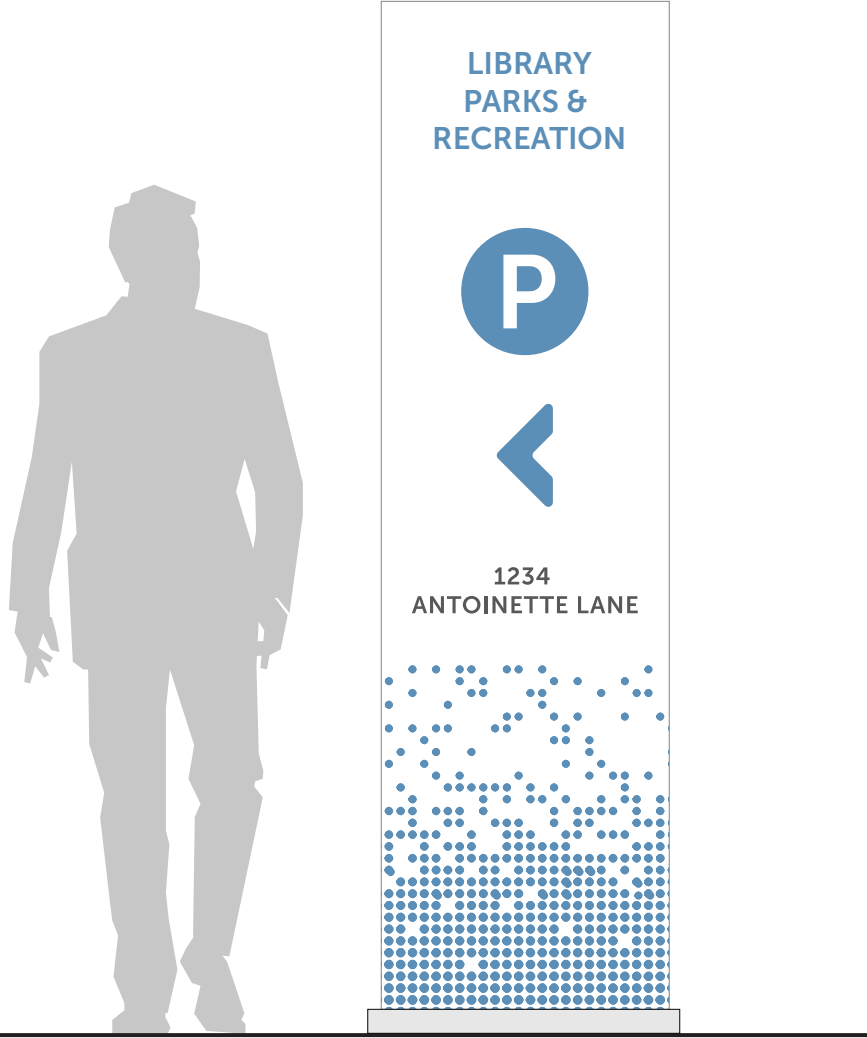 LIBRARY
PARKS &
RECREATION
P
1234
ANTOINETTE LANE